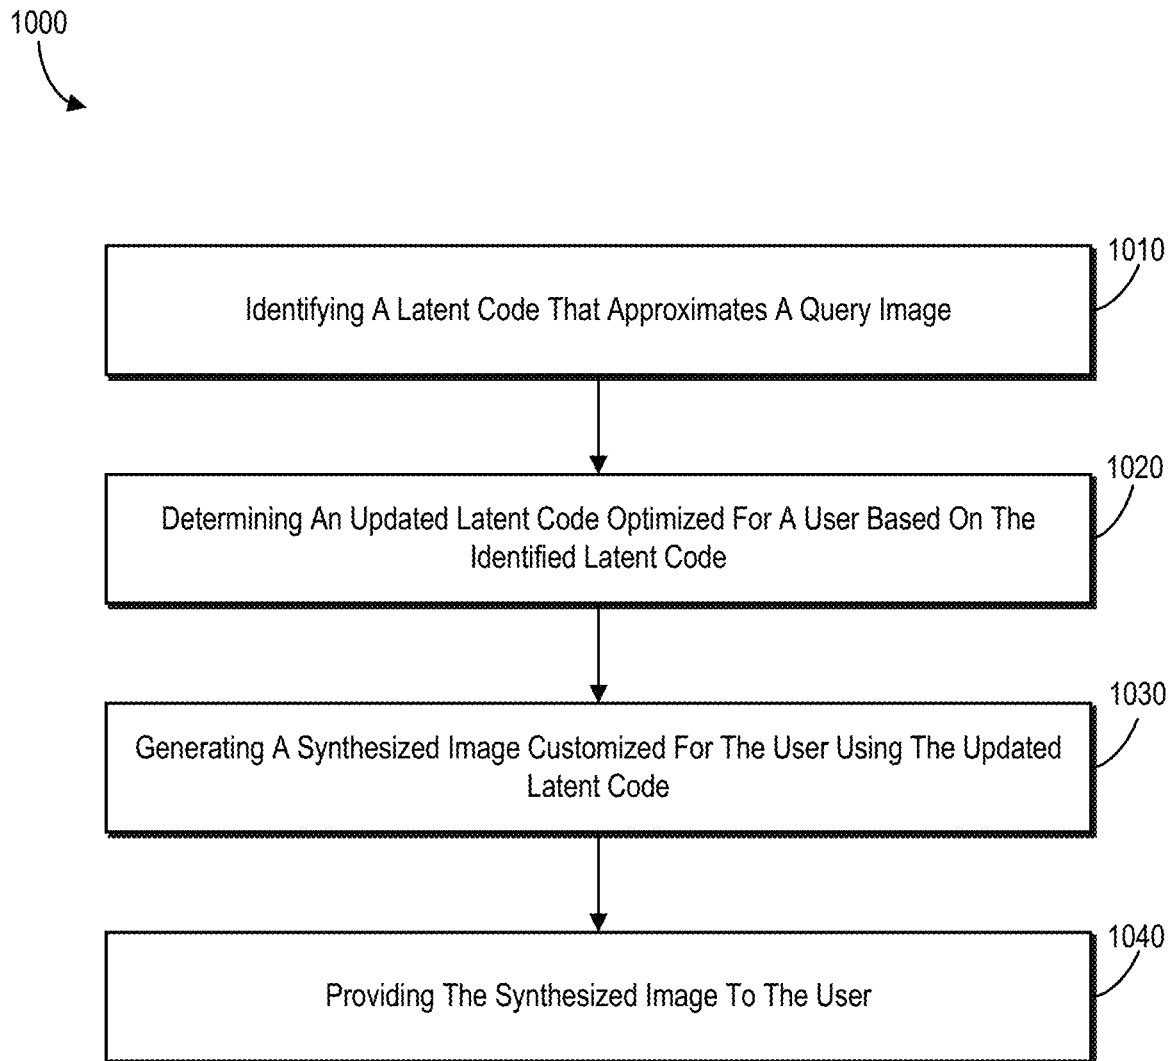 1000
1010
Identifying A Latent Code That Approximates A Query Image
1020
Determining An Updated Latent Code Optimized For A User Based On The
Identified Latent Code
1030
Generating A Synthesized Image Customized For The User Using The Updated
Latent Code
1040
Providing The Synthesized Image To The User